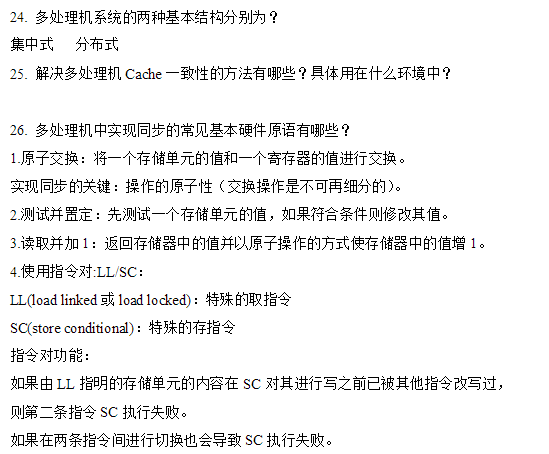 24. 多处理机系统的两种基本结构分别为？
集中式 分布式
25. 解决多处理机 Cache 一致性的方法有哪些？具体用在什么环境中？
26. 多处理机中实现同步的常见基本硬件原语有哪些？
1.原子交换：将一个存储单元的值和一个寄存器的值进行交换。
实现同步的关键：操作的原子性（交换操作是不可再细分的）。
2.测试并置定：先测试一个存储单元的值，如果符合条件则修改其值。
3.读取并加 1：返回存储器中的值并以原子操作的方式使存储器中的值增 1。
4.使用指令对:LL/SC：
LL(load linked 或 load locked)：特殊的取指令
SC(store conditional)：特殊的存指令
指令对功能：
如果由 LL 指明的存储单元的内容在 SC 对其进行写之前已被其他指令改写过，
则第二条指令 SC 执行失败。
如果在两条指令间进行切换也会导致 SC 执行失败。